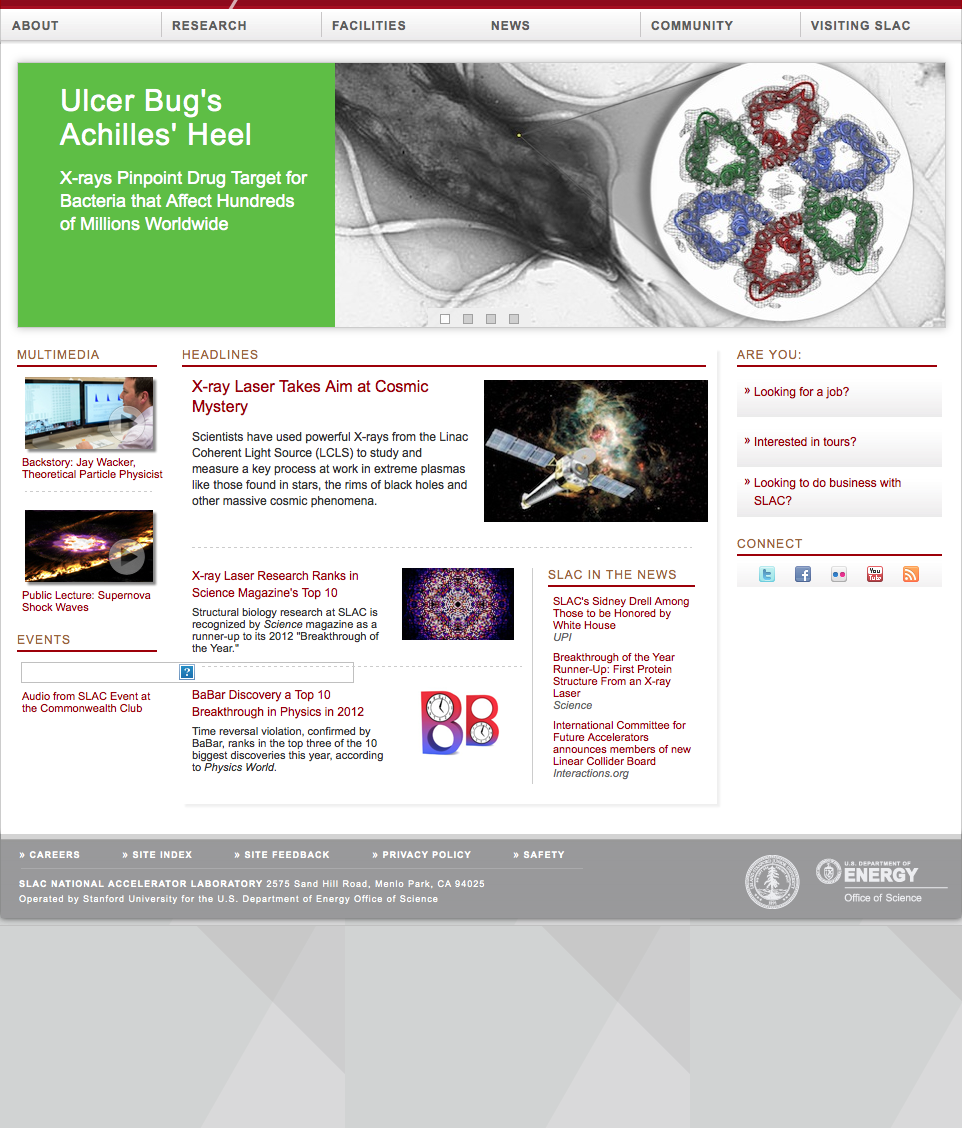 ABOUT
RESEARCH
FACILITIES
NEWS
COMMUNITY
VISITING SLAC
Ulcer Bug's
Achilles' Heel
X-rays Pinpoint Drug Target for
Bacteria that Affect Hundreds
of Millions Worldwide
MULTIMEDIA
Backstory: Jay Wacker,
Theoretical Particle Physicist
Public Lecture: Supernova
Shock Waves
EVENTS
?
Audio from SLAC Event at
the Commonwealth Club
HEADLINES
X-ray Laser Takes Aim at Cosmic
Mystery
Scientists have used powerful X-rays from the Linac
Coherent Light Source (LCLS) to study and
measure a key process at work in extreme plasmas
like those found in stars, the rims of black holes and
other massive cosmic phenomena.
X-ray Laser Research Ranks in
Science Magazine's Top 10
Structural biology research at SLAC is
recognized by Science magazine as a
runner-up to its 2012 "Breakthrough of
the Year."
BaBar Discovery a Top 10
Breakthrough in Physics in 2012
Time reversal violation, confirmed by
BaBar, ranks in the top three of the 10
biggest discoveries this year, according
to Physics World.
SLAC IN THE NEWS
SLAC's Sidney Drell Among
Those to be Honored by
White House
UPI
Breakthrough of the Year
Runner-Up: First Protein
Structure From an X-ray
Laser
Science
International Committee for
Future Accelerators
announces members of new
Linear Collider Board
Interactions.org
ARE YOU:
» Looking for a job?
» Interested in tours?
» Looking to do business with
SLAC?
CONNECT
You
Tube
» CAREERS
» SITE INDEX
» SITE FEEDBACK
» PRIVACY POLICY
» SAFETY
SLAC NATIONAL ACCELERATOR LABORATORY 2575 Sand Hill Road, Menlo Park, CA 94025
Operated by Stanford University for the U.S. Department of Energy Office of Science
U.S. DEPARTMENT OF
ENERGY
Office of Science